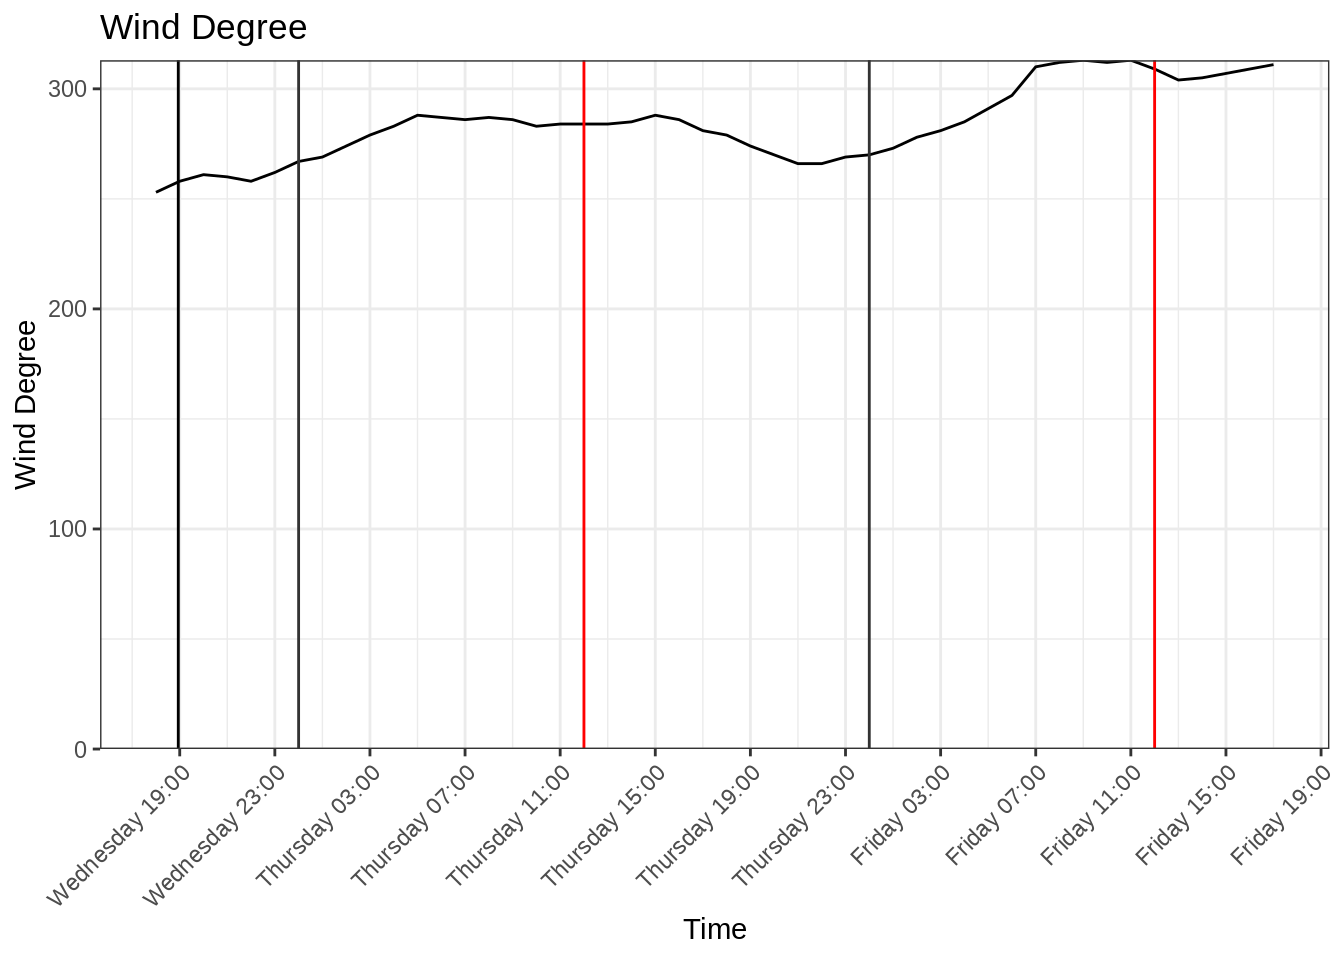 Wind Degree
Wind Degree
300
200
100
0
Wednesday 19:00
Wednesday 23:00
Thursday 03:00
Thursday 07:00
Thursday 11:00
Thursday 15:00
Thursday 19:00
Thursday 23:00
Friday 03:00
Friday 07:00
Friday 11:00
Friday 15:00
Friday 19:00
Time